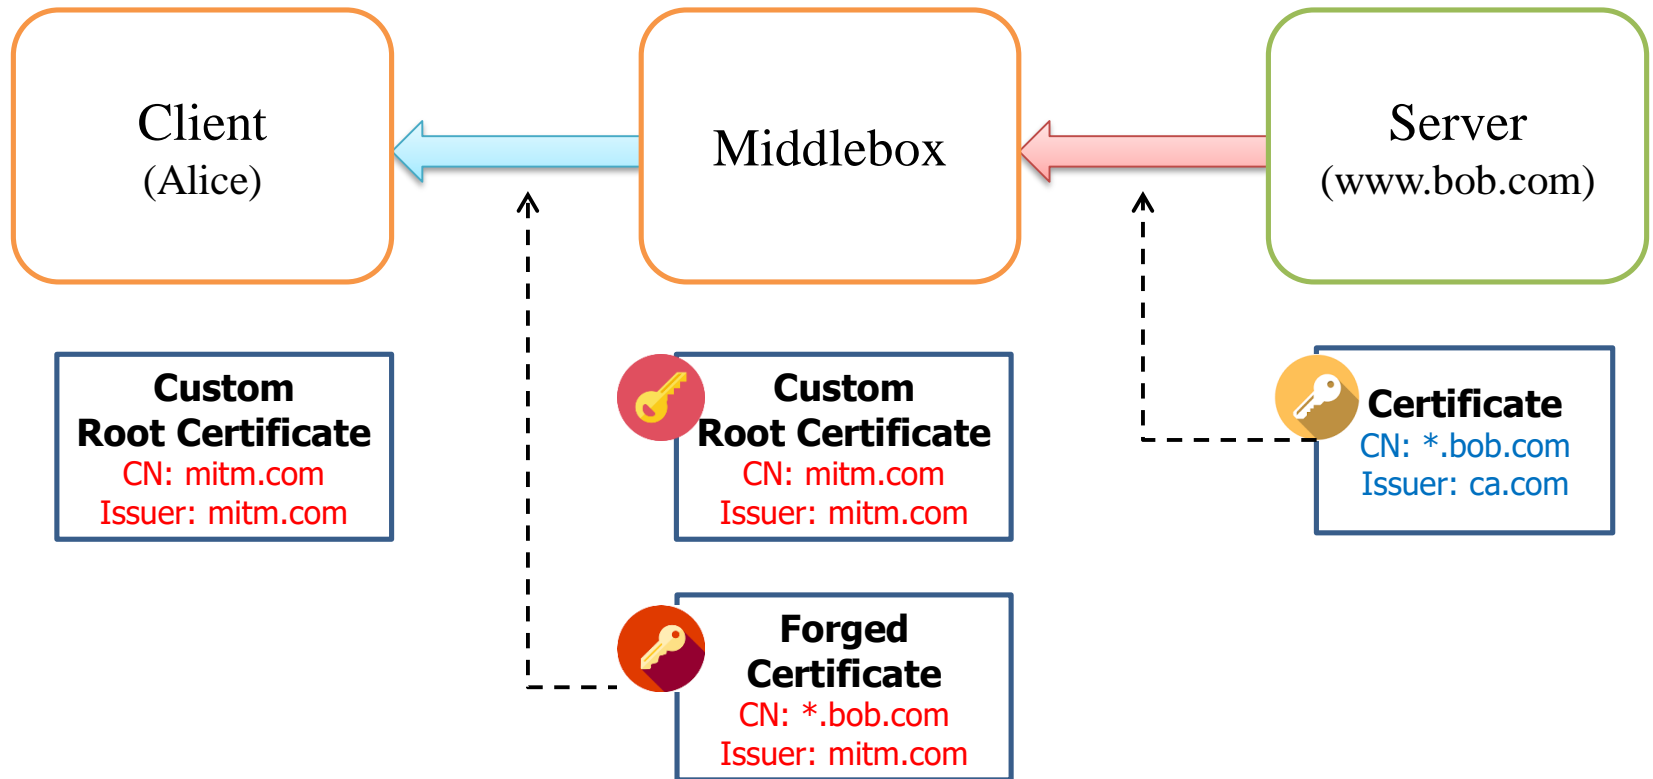 Client
(Alice)
Middlebox
Server
(www.bob.com)
Custom
Root Certificate
CN: mitm.com
Issuer: mitm.com
Custom
Root Certificate
CN: mitm.com
Issuer: mitm.com
Certificate
CN: *.bob.com
Issuer: ca.com
Forged
Certificate
CN: *.bob.com
Issuer: mitm.com